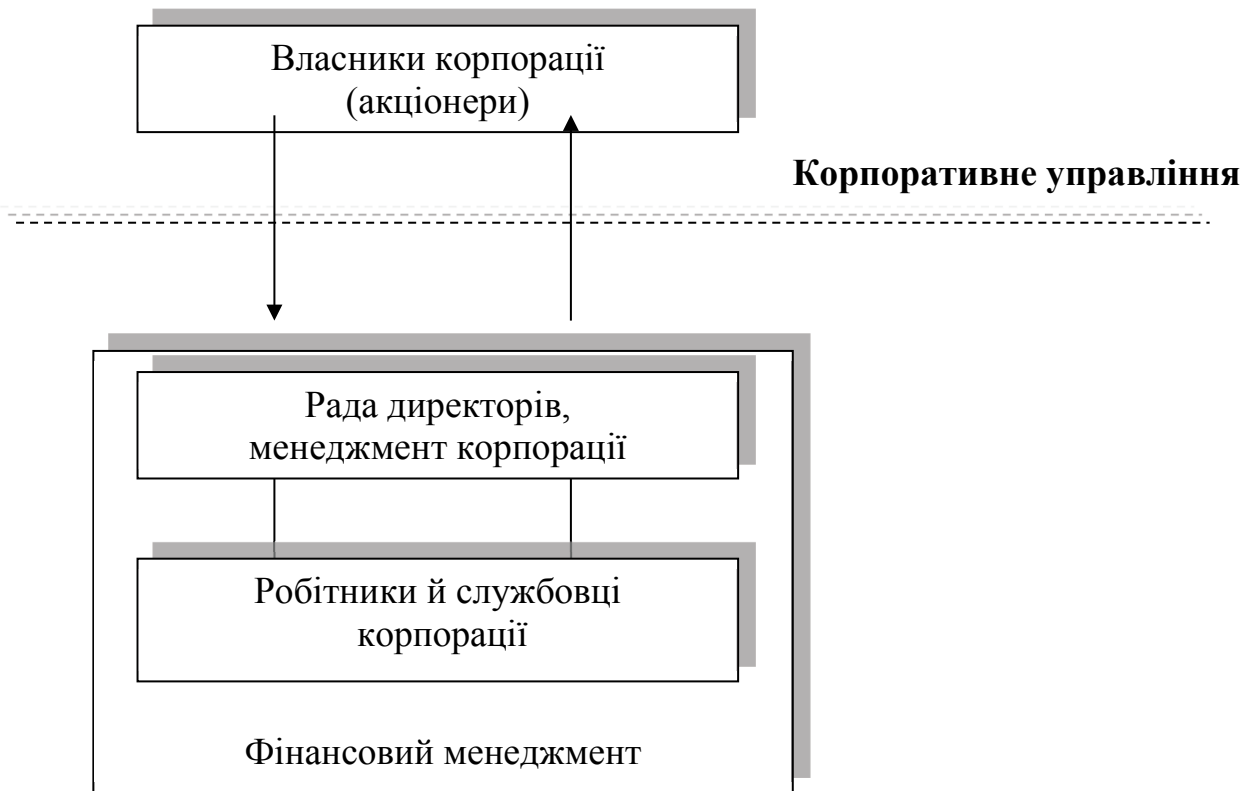 Власники корпорації
(акціонери)
Корпоративне управління
Рада директорів,
менеджмент корпорації
Робітники й службовці
корпорації
Фінансовий менеджмент